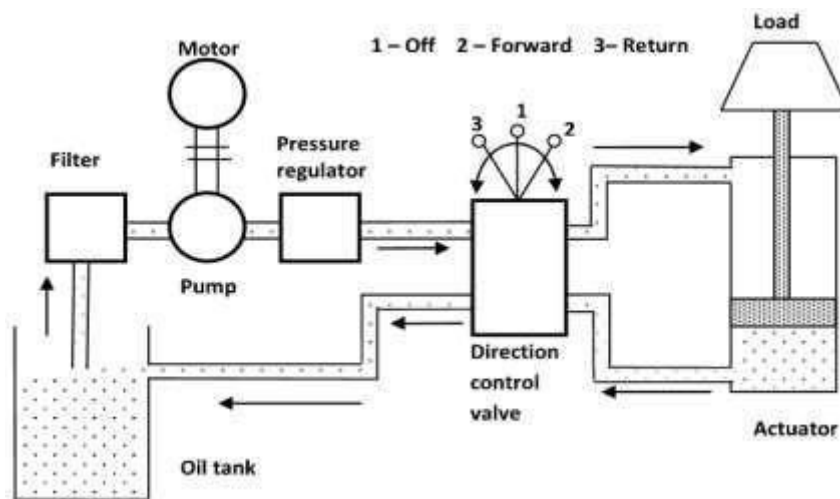 Load
Motor
1 – Off 2 – Forward 3– Return
1
3
2
Pressure
regulator
Filter
Pump
Direction
control
valve
Actuator
Oil tank